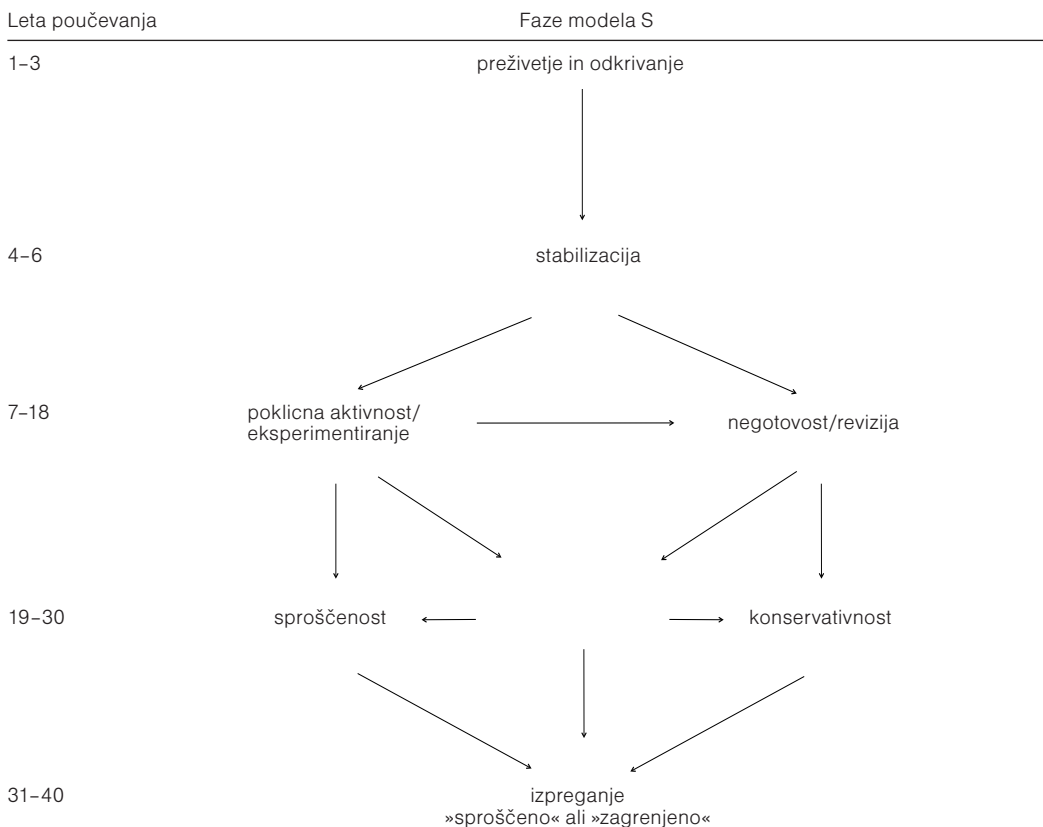 Leta poučevanja Faze modela S
1–3 preživetje in odkrivanje
4–6 stabilizacija
7–18 poklicna aktivnost/ negotovost/revizija
eksperimentiranje
19–30 sproščenost konservativnost
31–40 izpreganje
»sproščeno« ali »zagrenjeno«